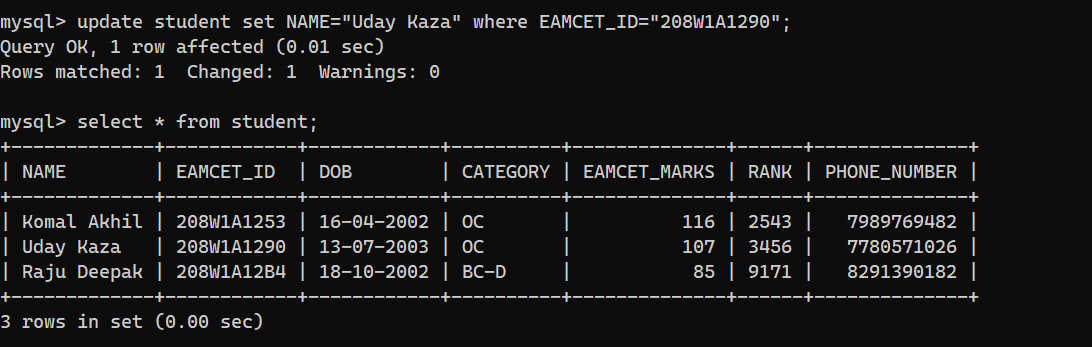 mysql> update student set NAME="Uday Kaza" where EAMCET_ID="208W1A1290";
Query OK, 1 row affected (0.01 sec)
Rows matched: 1  Changed: 1  Warnings: 0

mysql> select * from student;
+-------------+------------+------------+----------+--------------+------+--------------+
| NAME        | EAMCET_ID  | DOB        | CATEGORY | EAMCET_MARKS | RANK | PHONE_NUMBER |
+-------------+------------+------------+----------+--------------+------+--------------+
| Komal Akhil | 208W1A1253 | 16-04-2002 | OC       |          116 | 2543 |   7989769482 |
| Uday Kaza   | 208W1A1290 | 13-07-2003 | OC       |          107 | 3456 |   7780571026 |
| Raju Deepak | 208W1A12B4 | 18-10-2002 | BC-D     |           85 | 9171 |   8291390182 |
+-------------+------------+------------+----------+--------------+------+--------------+
3 rows in set (0.00 sec)